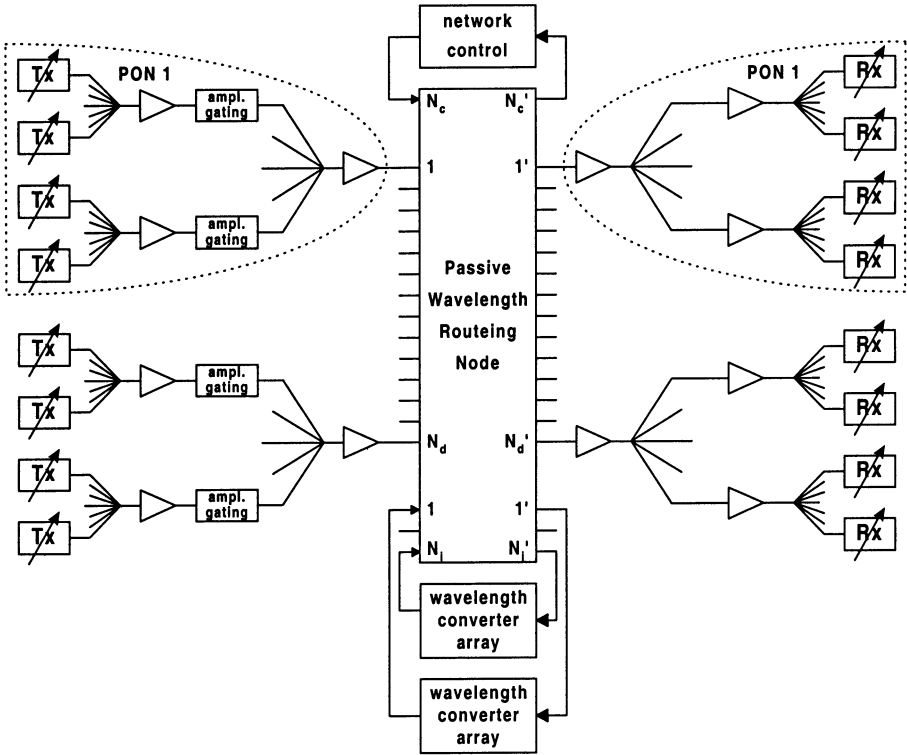 network
control
PON 1
PON 1
Tx
Tx
Tx
Tx
ampl.
gating
ampl.
gating
Rx
Rx
Rx
Rx
Nc
Nc'
1
1'
Passive
Wavelength
Routeing
Node
Tx
Tx
Tx
Tx
ampl.
gating
ampl.
gating
Rx
Rx
Rx
Rx
Nd
Nd'
1
1'
Ni
Ni'
wavelength
converter
array
wavelength
converter
array